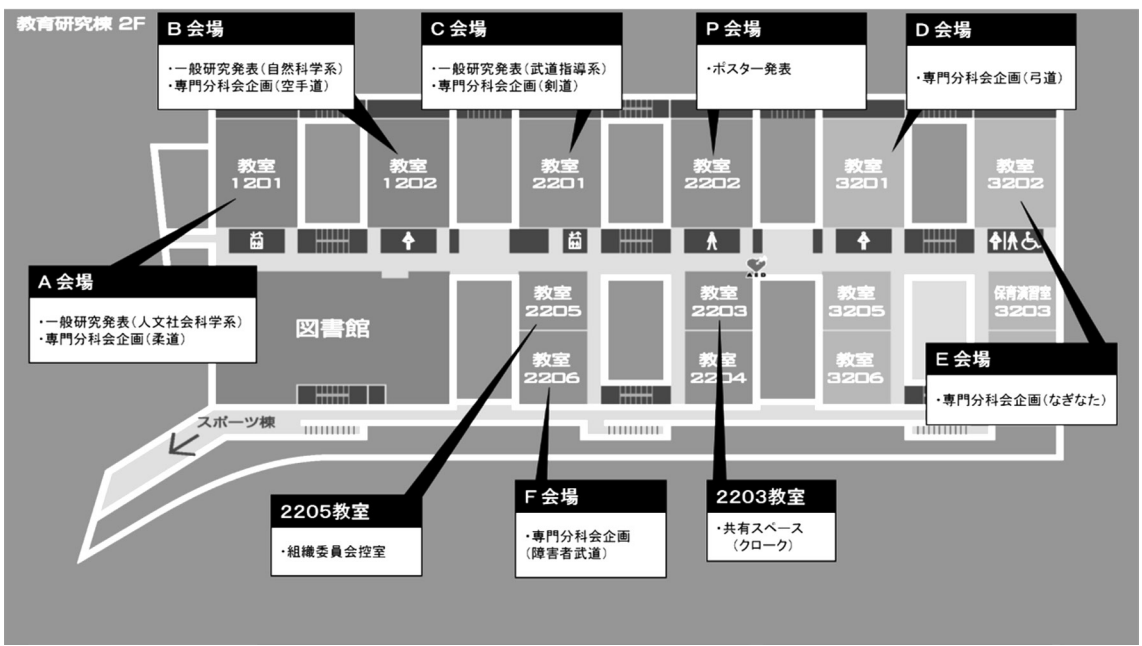 教育研究棟 2F
B 会場
・一般研究発表(自然科学系)
・専門分科会企画(空手道)
C 会場
・一般研究発表(武道指導系)
・専門分科会企画(剣道)
P 会場
・ポスター発表
D 会場
・専門分科会企画(弓道)
教室
1201
教室
1202
教室
2201
教室
2202
教室
3201
教室
3202
A 会場
・一般研究発表(人文社会科学系)
・専門分科会企画(柔道)
図書館
教室
2205
教室
2206
AED
教室
2203
教室
2204
教室
3205
教室
3206
保育演習室
3203
E 会場
・専門分科会企画(なぎなた)
スポーツ棟
2205教室
・組織委員会控室
F 会場
・専門分科会企画
(障害者武道)
2203教室
・共有スペース
(クローク)